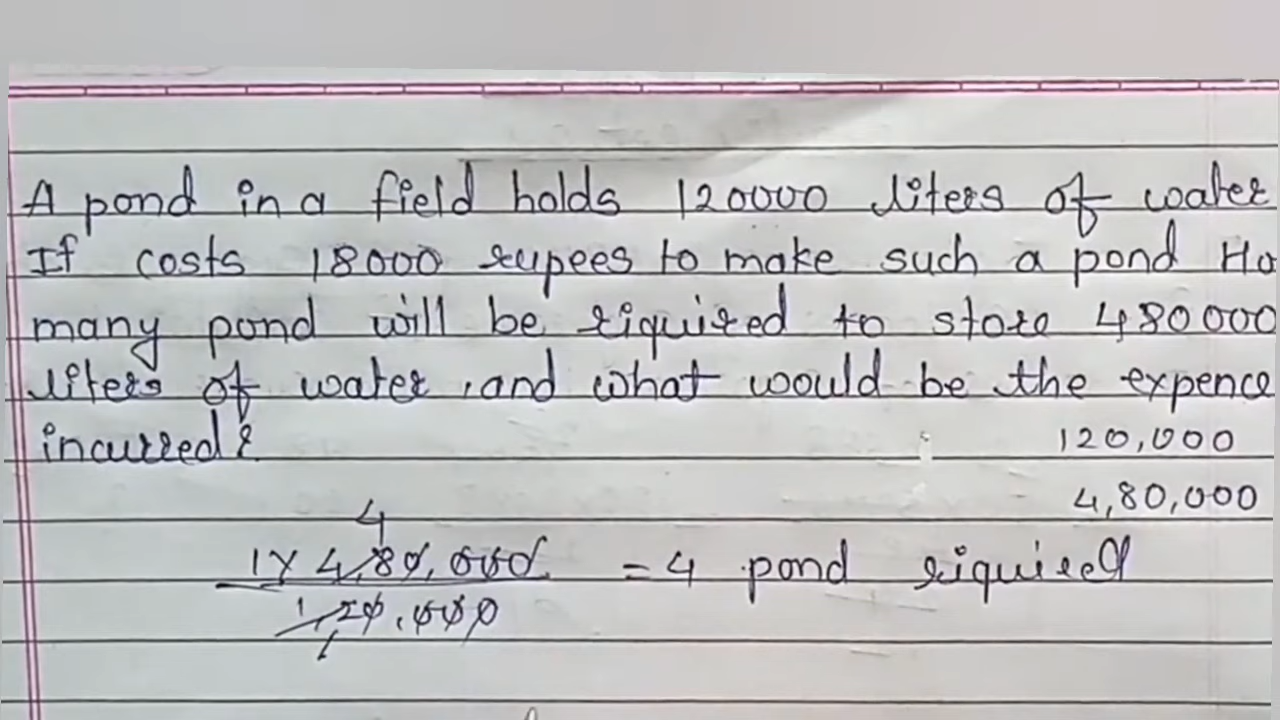 A pond in a field holds 120000 liters of water
If costs 18000 rupees to make such a pond Ho
many pond will be riquired to store 480000
liters of water, and what would be the expence
incurred?
120,000
4,80,000
4
1x 4,80,000 = 4 pond riquired
1,20,000
1